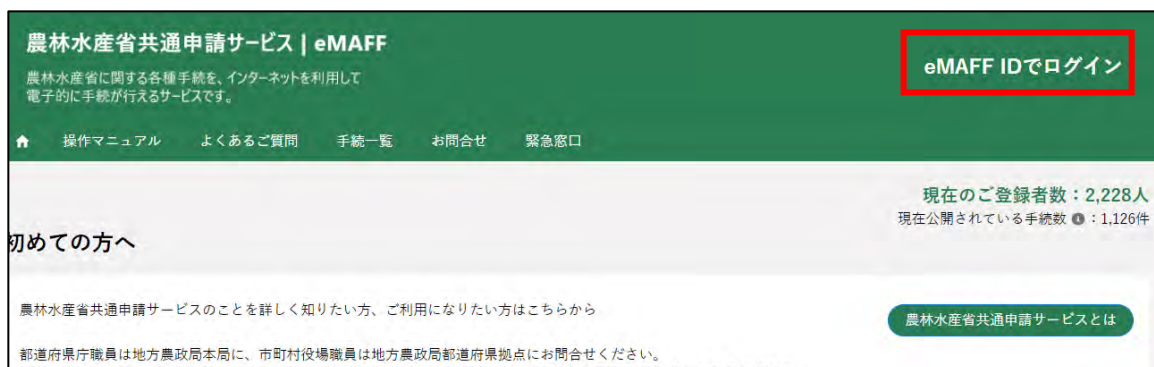 農林水産省共通申請サービス | eMAFF
農林水産省に関する各種手続を、インターネットを利用して
電子的に手続が行えるサービスです。
eMAFF IDでログイン
操作マニュアル よくあるご質問 手続一覧 お問合せ 緊急窓口
現在のご登録者数：2,228人
現在公開されている手続数 ：1,126件
初めての方へ
農林水産省共通申請サービスのことを詳しく知りたい方、ご利用になりたい方はこちらから
農林水産省共通申請サービスとは
都道府県庁職員は地方農政局本局に、市町村役場職員は地方農政局都道府県拠点にお問合せください。